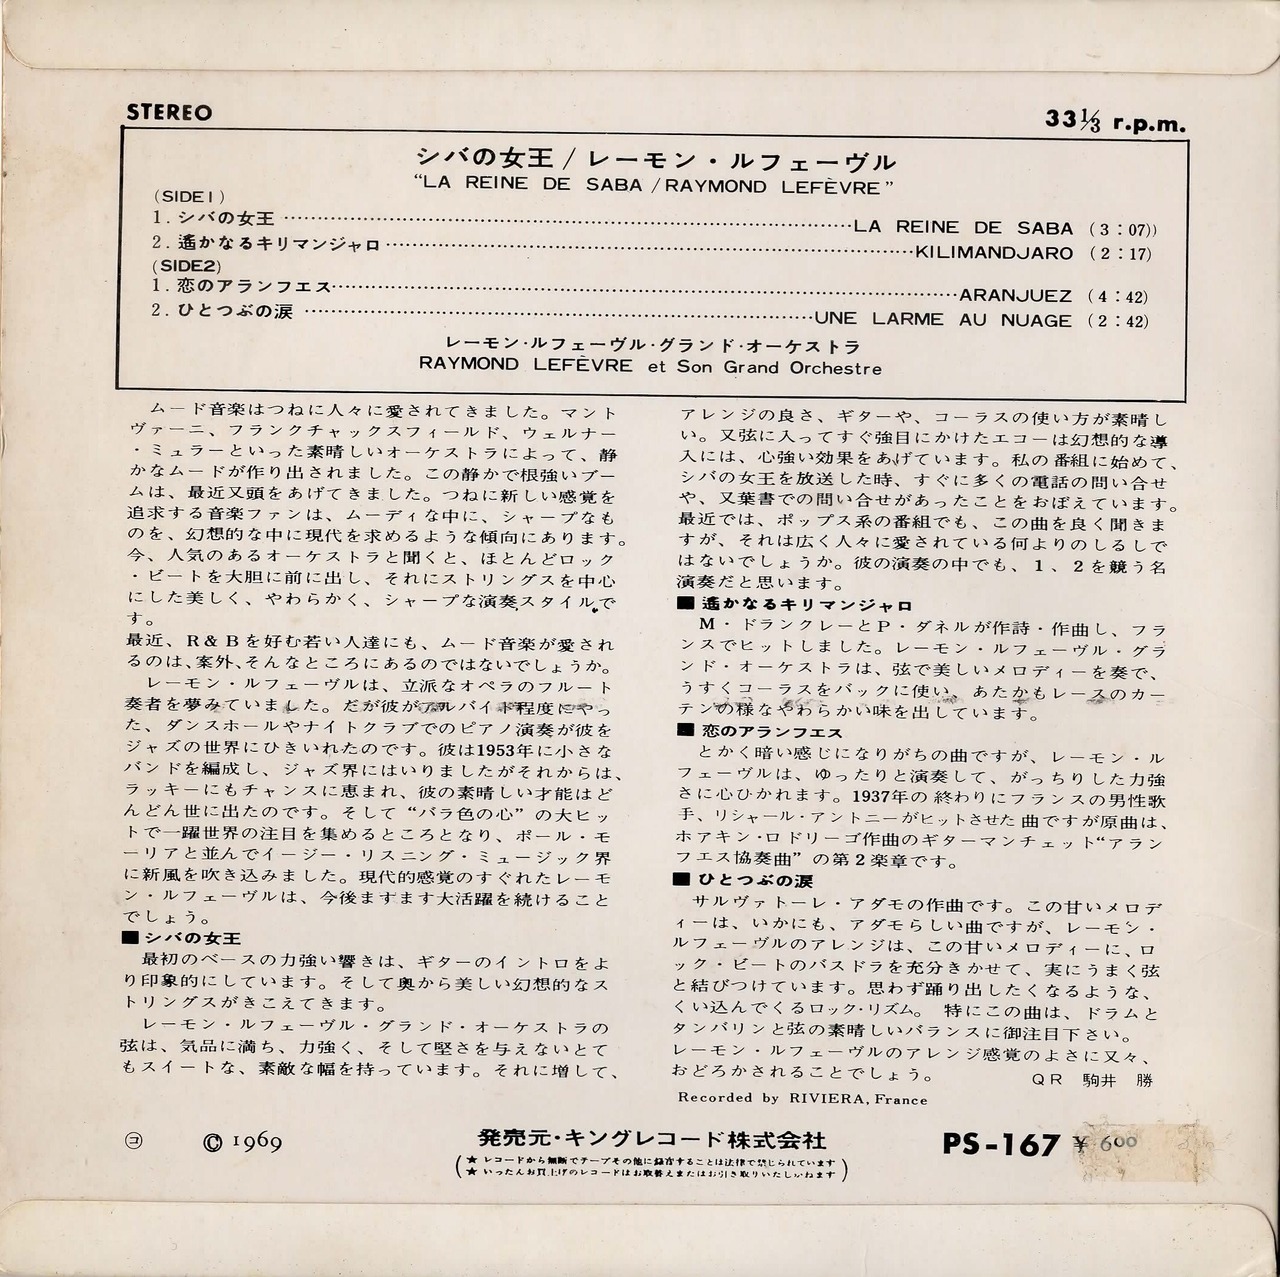 STEREO
33⅓ r.p.m.
シバの女王 / レーモン・ルフェーヴル
“LA REINE DE SABA / RAYMOND LEFÈVRE”
(SIDE1)
1. シバの女王 ………… LA REINE DE SABA (3:07))
2. 遙かなるキリマンジャロ ………… KILIMANDJARO (2:17)
(SIDE2)
1. 恋のアランフエス ………… ARANJUEZ (4:42)
2. ひとつぶの涙 ………… UNE LARME AU NUAGE (2:42)
レーモン・ルフェーヴル・グランド・オーケストラ
RAYMOND LEFÈVRE et Son Grand Orchestre
ムード音楽はつねに人々に愛されてきました。マント
ヴァーニ、フランクチャックスフィールド、ウェルナー
・ミュラーといった素晴しいオーケストラによって、静
かなムードが作り出されました。この静かで根強いブー
ムは、最近又頭をあげてきました。つねに新しい感覚を
追求する音楽ファンは、ムーディな中に、シャープなも
のを、幻想的な中に現代を求めるような傾向にあります。
今、人気のあるオーケストラと聞くと、ほとんどロック
・ビートを大胆に前に出し、それにストリングスを中心
にした美しく、やわらかく、シャープな演奏スタイルで
す。
最近、R&Bを好む若い人達にも、ムード音楽が愛され
るのは、案外、そんなところにあるのではないでしょうか。
レーモン・ルフェーヴルは、立派なオペラのフルート
奏者を夢みていました。だが彼がアルバイト程度にやっ
た、ダンスホールやナイトクラブでのピアノ演奏が彼を
ジャズの世界にひきいれたのです。彼は1953年に小さな
バンドを編成し、ジャズ界にはいりましたがそれからは、
ラッキーにもチャンスに恵まれ、彼の素晴しい才能はど
んどん世に出たのです。そして“バラ色の心”の大ヒッ
トで一躍世界の注目を集めるところとなり、ポール・モ
ーリアと並んでイージー・リスニング・ミュージック界
に新風を吹き込みました。現代的感覚のすぐれたレーモ
ン・ルフェーヴルは、今後ますます大活躍を続けること
でしょう。
■シバの女王
最初のベースの力強い響きは、ギターのイントロをよ
り印象的にしています。そして奥から美しい幻想的なス
トリングスがきこえてきます。
レーモン・ルフェーヴル・グランド・オーケストラの
弦は、気品に満ち、力強く、そして堅さを与えないとて
もスイートな、素敵な幅を持っています。それに増して、
アレンジの良さ、ギターや、コーラスの使い方が素晴し
い。又弦に入ってすぐ強目にかけたエコーは幻想的な導
入には、心強い効果をあげています。私の番組に始めて、
シバの女王を放送した時、すぐに多くの電話の問い合せ
や、又葉書での問い合せがあったことをおぼえています。
最近では、ポップス系の番組でも、この曲を良く聞きま
すが、それは広く人々に愛されている何よりのしるしで
はないでしょうか。彼の演奏の中でも、1、2を競う名
演奏だと思います。
■遙かなるキリマンジャロ
M・ドランクレーとP・ダネルが作詩・作曲し、フラ
ンスでヒットしました。レーモン・ルフェーヴル・グラ
ンド・オーケストラは、弦で美しいメロディーを奏で、
うすくコーラスをバックに使い、あたかもレースのカー
テンの様なやわらかい味を出しています。
■恋のアランフエス
とかく暗い感じになりがちの曲ですが、レーモン・ル
フェーヴルは、ゆったりと演奏して、がっちりした力強
さに心ひかれます。1937年の終わりにフランスの男性歌
手、リシャール・アントニーがヒットさせた曲ですが原曲は、
ホアキン・ロドリーゴ作曲のギターマンチェット“アラン
フエス協奏曲”の第2楽章です。
■ひとつぶの涙
サルヴァトーレ・アダモの作曲です。この甘いメロデ
ィーは、いかにも、アダモらしい曲ですが、レーモン・
ルフェーヴルのアレンジは、この甘いメロディーに、ロ
ック・ビートのバスドラを充分きかせて、実にうまく弦
と結びつけています。思わず踊り出したくなるような、
くい込んでくるロック・リズム。特にこの曲は、ドラムと
タンバリンと弦の素晴しいバランスに御注目下さい。
レーモン・ルフェーヴルのアレンジ感覚のよさに又々、
おどろかされることでしょう。
QR 駒井 勝
Recorded by RIVIERA, France
㋙ © 1969 発売元・キングレコード株式会社 PS-167 ¥600
(★ レコードから無断でテープその他に録音することは法律で禁じられています
★ いったんお買上げのレコードはお取替えまたはお引き取りいたしかねます)